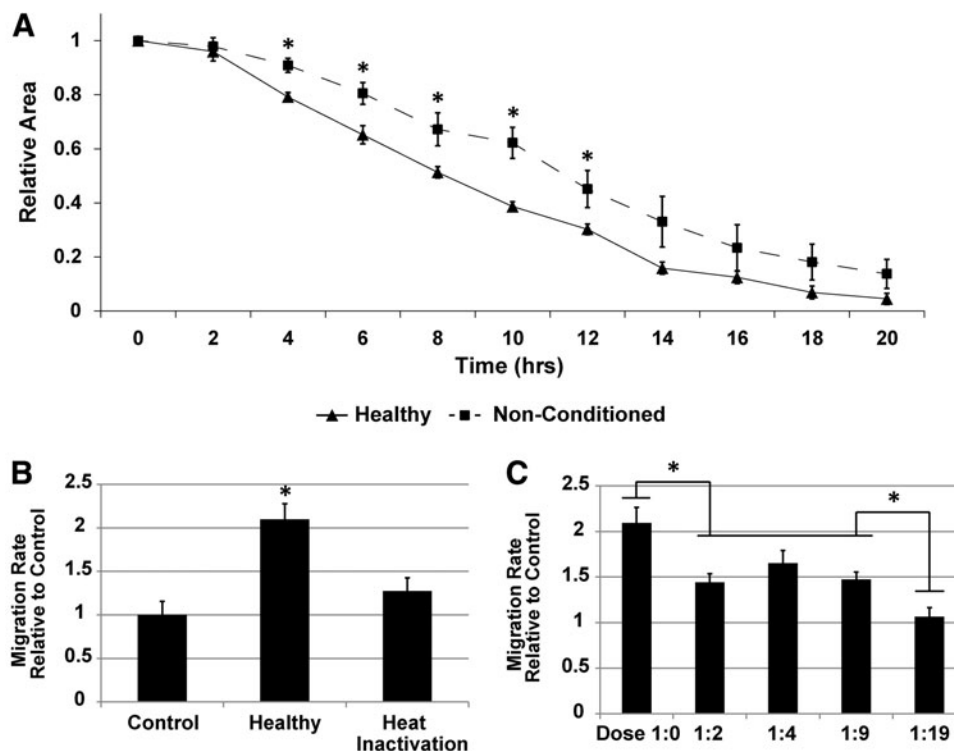 A
Relative Area
1
0.8
0.6
0.4
0.2
0
* * * * *
0 2 4 6 8 10 12 14 16 18 20
Time (hrs)
Healthy Non-Conditioned
B
Migration Rate
Relative to Control
2.5
2
1.5
1
0.5
0
*
Control Healthy Heat
Inactivation
C
Migration Rate
Relative to Control
2.5
2
1.5
1
0.5
0
* *
Dose 1:0 1:2 1:4 1:9 1:19